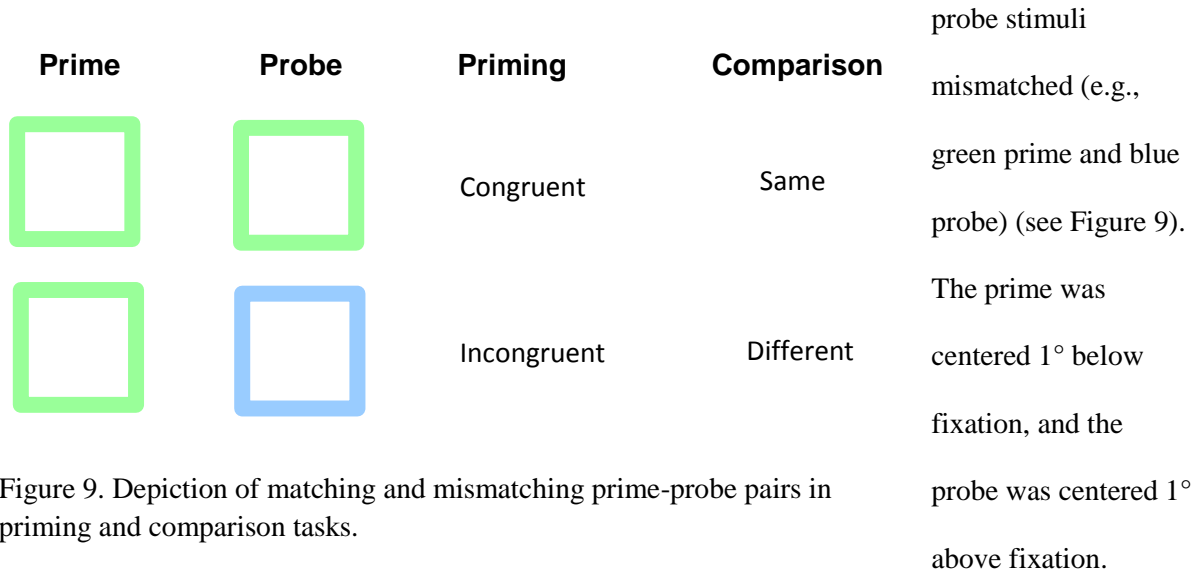 Prime Probe Priming Comparison
Congruent Same
Incongruent Different
Figure 9. Depiction of matching and mismatching prime-probe pairs in
priming and comparison tasks.
probe stimuli
mismatched (e.g.,
green prime and blue
probe) (see Figure 9).
The prime was
centered 1° below
fixation, and the
probe was centered 1°
above fixation.